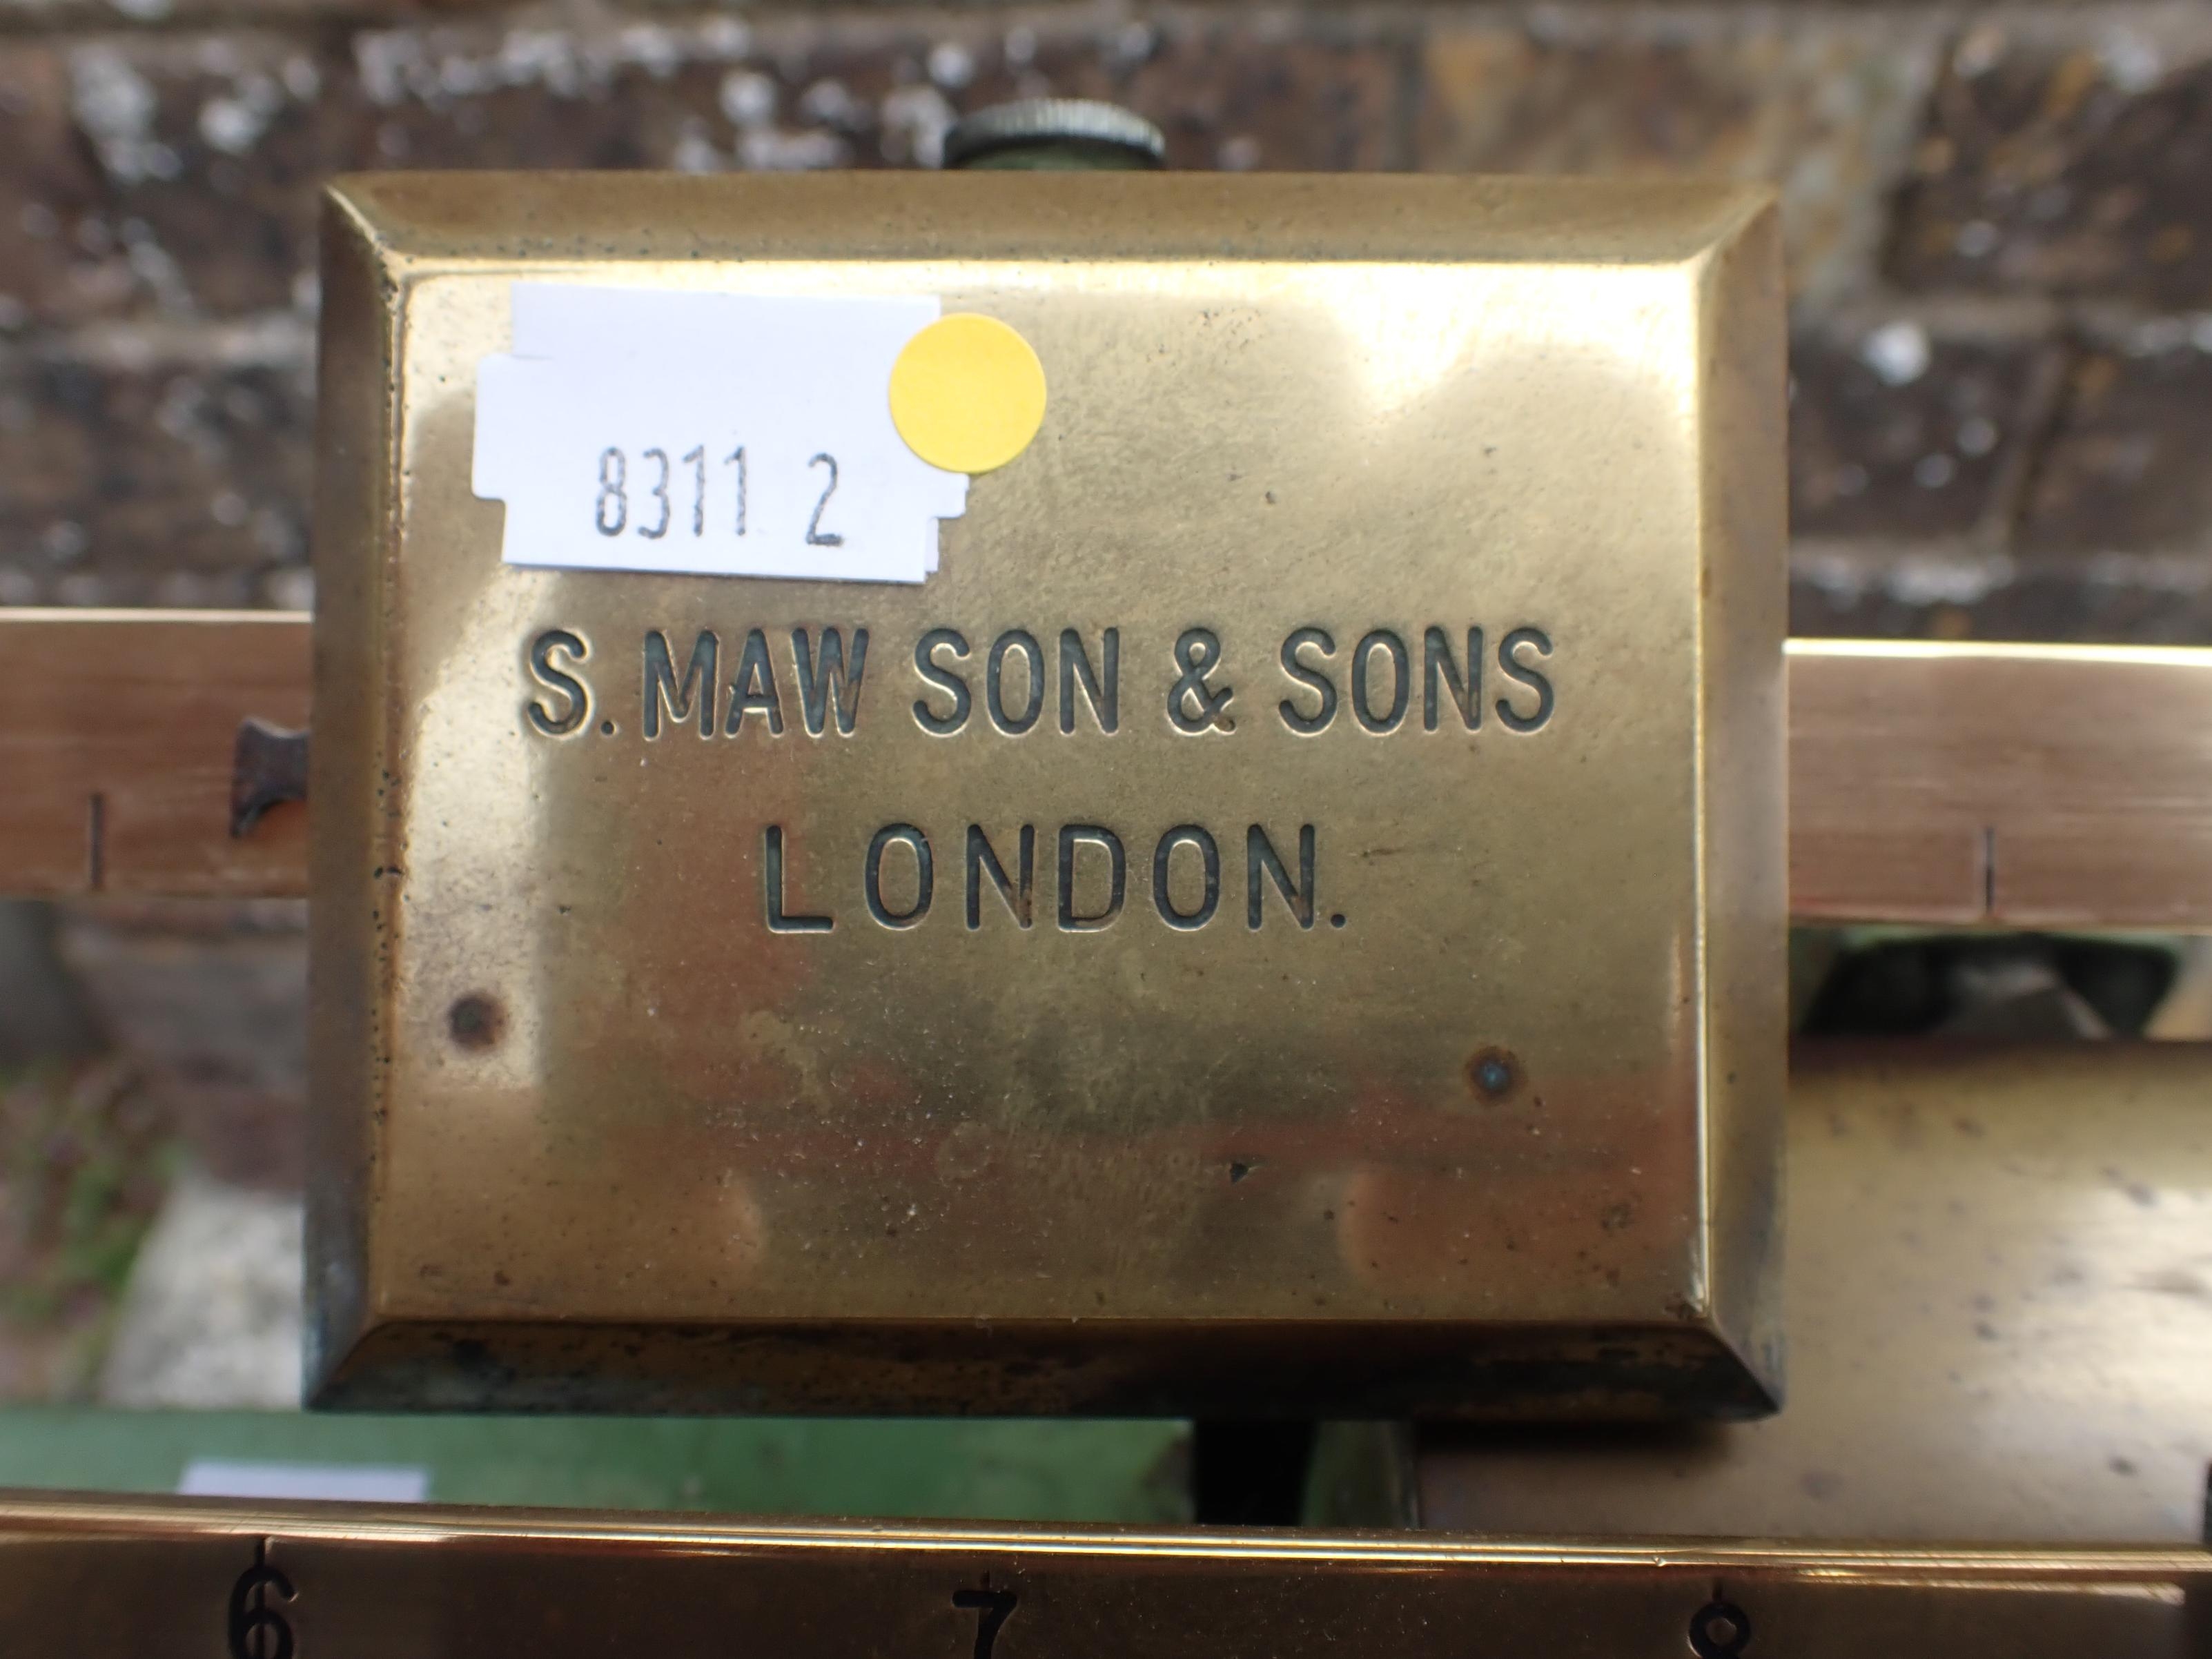 8311 2
S. MAW SON & SONS
LONDON.
6 7